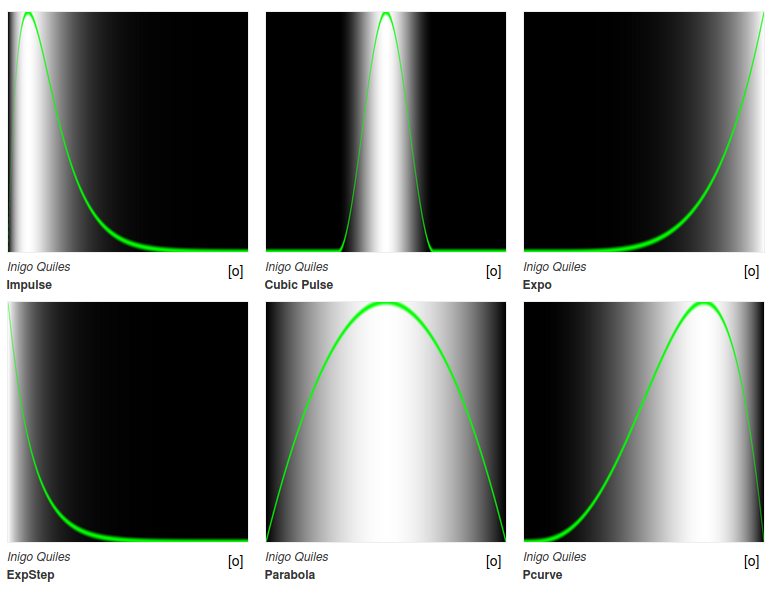 Inigo Quiles [o]
Impulse
Inigo Quiles [o]
Cubic Pulse
Inigo Quiles [o]
Expo
Inigo Quiles [o]
ExpStep
Inigo Quiles [o]
Parabola
Inigo Quiles [o]
Pcurve